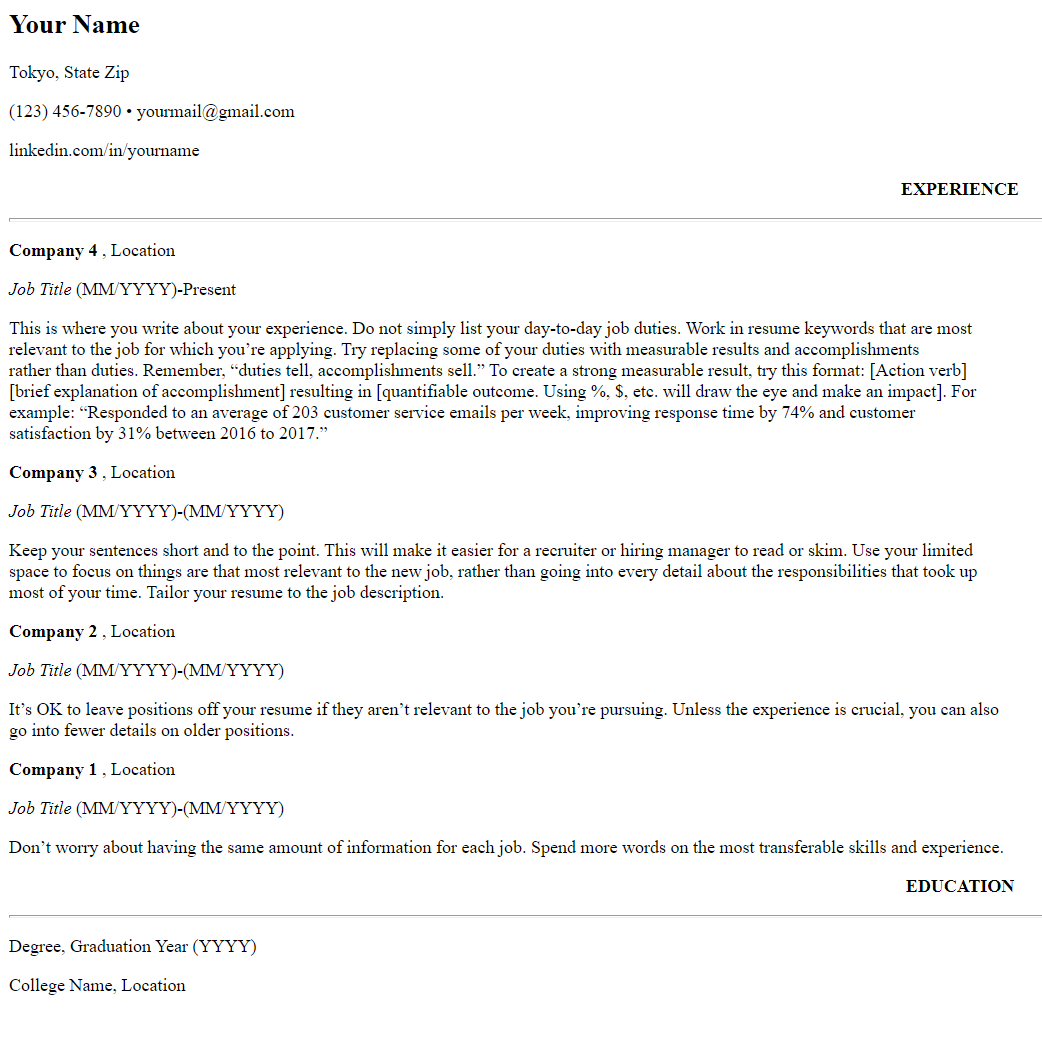 Your Name
Tokyo, State Zip
(123) 456-7890 • yourmail@gmail.com
linkedin.com/in/yourname
EXPERIENCE
Company 4 , Location
Job Title (MM/YYYY)-Present
This is where you write about your experience. Do not simply list your day-to-day job duties. Work in resume keywords that are most
relevant to the job for which you’re applying. Try replacing some of your duties with measurable results and accomplishments
rather than duties. Remember, “duties tell, accomplishments sell.” To create a strong measurable result, try this format: [Action verb]
[brief explanation of accomplishment] resulting in [quantifiable outcome. Using %, $, etc. will draw the eye and make an impact]. For
example: “Responded to an average of 203 customer service emails per week, improving response time by 74% and customer
satisfaction by 31% between 2016 to 2017.”
Company 3 , Location
Job Title (MM/YYYY)-(MM/YYYY)
Keep your sentences short and to the point. This will make it easier for a recruiter or hiring manager to read or skim. Use your limited
space to focus on things are that most relevant to the new job, rather than going into every detail about the responsibilities that took up
most of your time. Tailor your resume to the job description.
Company 2 , Location
Job Title (MM/YYYY)-(MM/YYYY)
It’s OK to leave positions off your resume if they aren’t relevant to the job you’re pursuing. Unless the experience is crucial, you can also
go into fewer details on older positions.
Company 1 , Location
Job Title (MM/YYYY)-(MM/YYYY)
Don’t worry about having the same amount of information for each job. Spend more words on the most transferable skills and experience.
EDUCATION
Degree, Graduation Year (YYYY)
College Name, Location